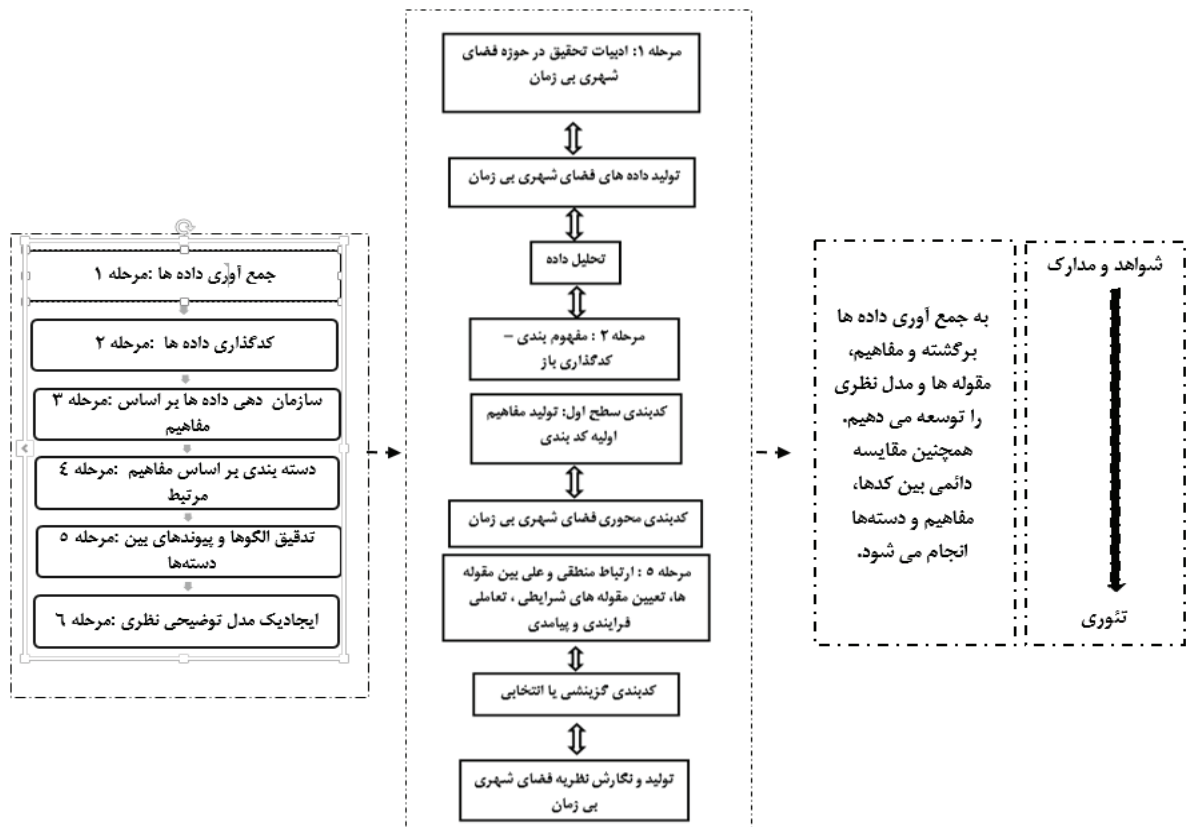 جمع آوری داده ها :مرحله ۱
کدگذاری داده ها :مرحله ۲
سازمان دهی داده ها بر اساس :مرحله ۳
مفاهیم
دسته بندی بر اساس مفاهیم :مرحله ٤
مرتبط
تدقیق الگوها و پیوندهای بین :مرحله ٥
دسته‌ها
ایجادیک مدل توضیحی نظری :مرحله ٦
مرحله ۱: ادبیات تحقیق در حوزه فضای
شهری بی زمان
تولید داده های فضای شهری بی زمان
تحلیل داده
مرحله ۲ : مفهوم بندی –
کدگذاری باز
کدبندی سطح اول: تولید مفاهیم
اولیه کد بندی
کدبندی محوری فضای شهری بی زمان
مرحله ۵ : ارتباط منطقی و علی بین مقوله
ها، تعیین مقوله های شرایطی ، تعاملی
فرایندی و پیامدی
کدبندی گزینشی یا انتخابی
تولید و نگارش نظریه فضای شهری
بی زمان
به جمع آوری داده ها
برگشته و مفاهیم،
مقوله ها و مدل نظری
را توسعه می دهیم.
همچنین مقایسه
دائمی بین کدها،
مفاهیم و دسته‌ها
انجام می شود.
شواهد و مدارک
تئوری